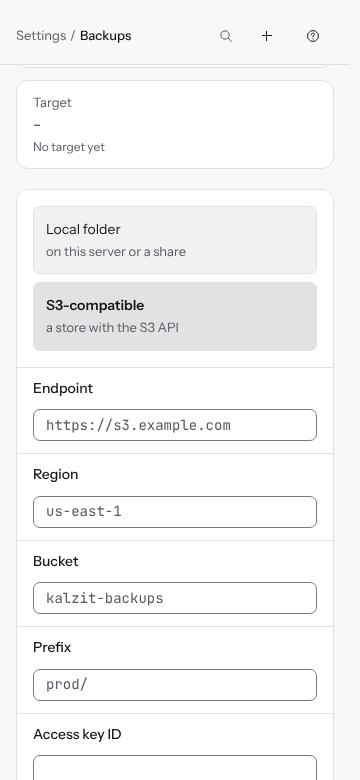 Settings / Backups
Target
–
No target yet
Local folder
on this server or a share
S3-compatible
a store with the S3 API
Endpoint
https://s3.example.com
Region
us-east-1
Bucket
kalzit-backups
Prefix
prod/
Access key ID